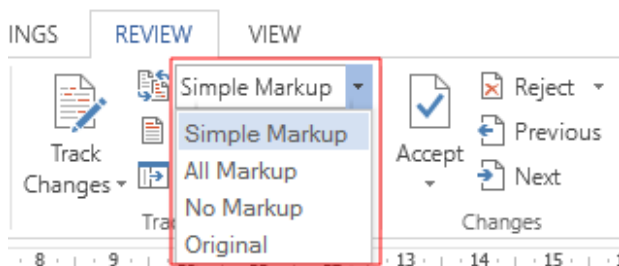 INGS REVIEW VIEW
Simple Markup
Simple Markup
All Markup
No Markup
Original
Track
Changes
Tra
Accept
Reject
Previous
Next
Changes
8 9 13 14 15